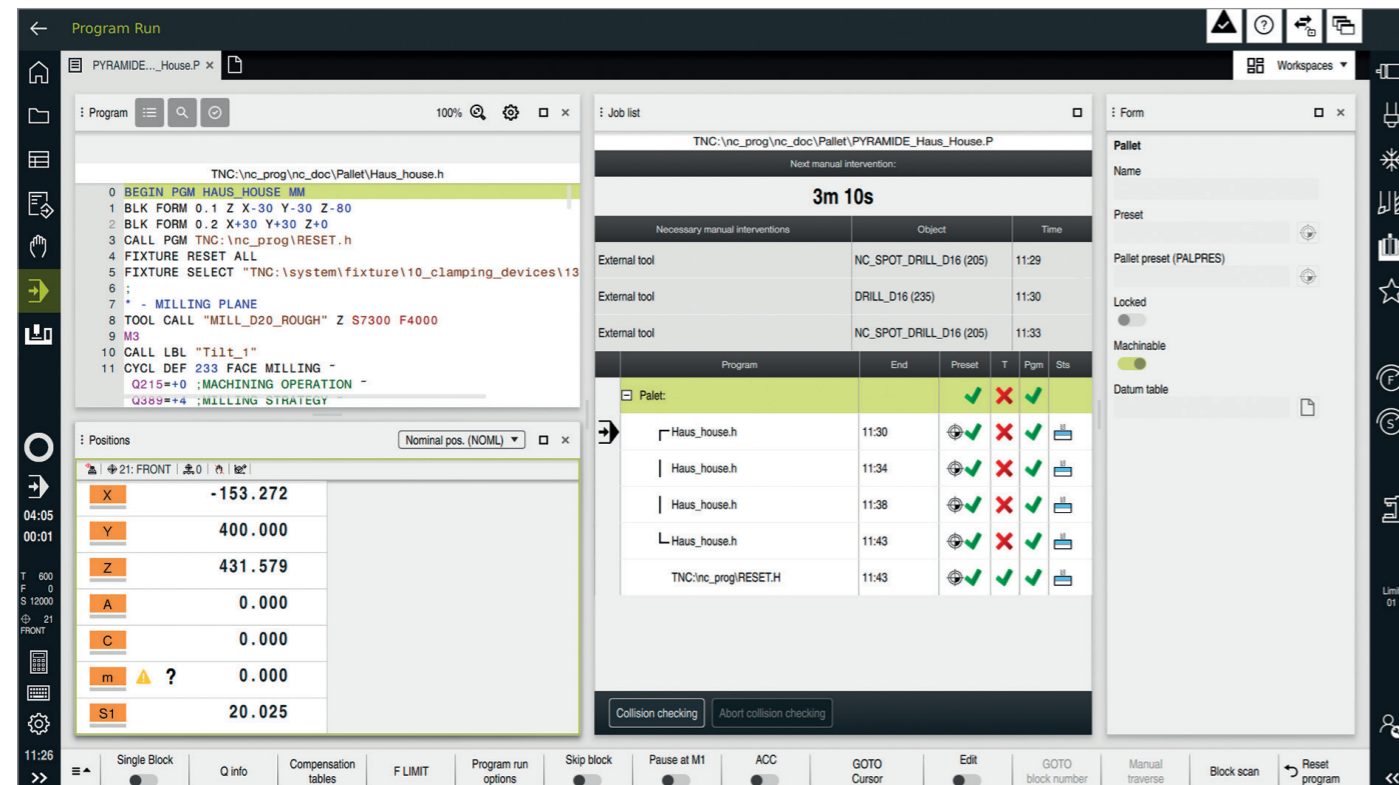 Program Run
PYRAMIDE..._House.P
Workspaces
Program
100%
TNC:\nc_prog\nc_doc\Pallet\Haus_house.h
0 BEGIN PGM HAUS_HOUSE MM
1 BLK FORM 0.1 Z X-30 Y-30 Z-80
2 BLK FORM 0.2 X+30 Y+30 Z+0
3 CALL PGM TNC:\nc_prog\RESET.h
4 FIXTURE RESET ALL
5 FIXTURE SELECT "TNC:\system\fixture\10_clamping_devices\13
6 ;
7 * - MILLING PLANE
8 TOOL CALL "MILL_D20_ROUGH" Z S7300 F4000
9 M3
10 CALL LBL "Tilt_1"
11 CYCL DEF 233 FACE MILLING ~
Q215=+0 ;MACHINING OPERATION ~
Q389=+4 ;MILLING STRATEGY ~
Positions
Nominal pos. (NOML)
21: FRONT 0
X -153.272
Y 400.000
Z 431.579
A 0.000
C 0.000
m ? 0.000
S1 20.025
Job list
TNC:\nc_prog\nc_doc\Pallet\PYRAMIDE_Haus_House.P
Next manual intervention:
3m 10s
Necessary manual interventions Object Time
External tool NC_SPOT_DRILL_D16 (205) 11:29
External tool DRILL_D16 (235) 11:30
External tool NC_SPOT_DRILL_D16 (205) 11:33
Program End Preset T Pgm Sts
Palet:
Haus_house.h 11:30
Haus_house.h 11:34
Haus_house.h 11:38
Haus_house.h 11:43
TNC:\nc_prog\RESET.H 11:43
Collision checking Abort collision checking
Form
Pallet
Name
Preset
Pallet preset (PALPRES)
Locked
Machinable
Datum table
04:05
00:01
T 600
F 0
S 12000
21
FRONT
11:26
F
S
Limi
01
Single Block
Q info
Compensation
tables
F LIMIT
Program run
options
Skip block
Pause at M1
ACC
GOTO
Cursor
Edit
GOTO
block number
Manual
traverse
Block scan
Reset
program